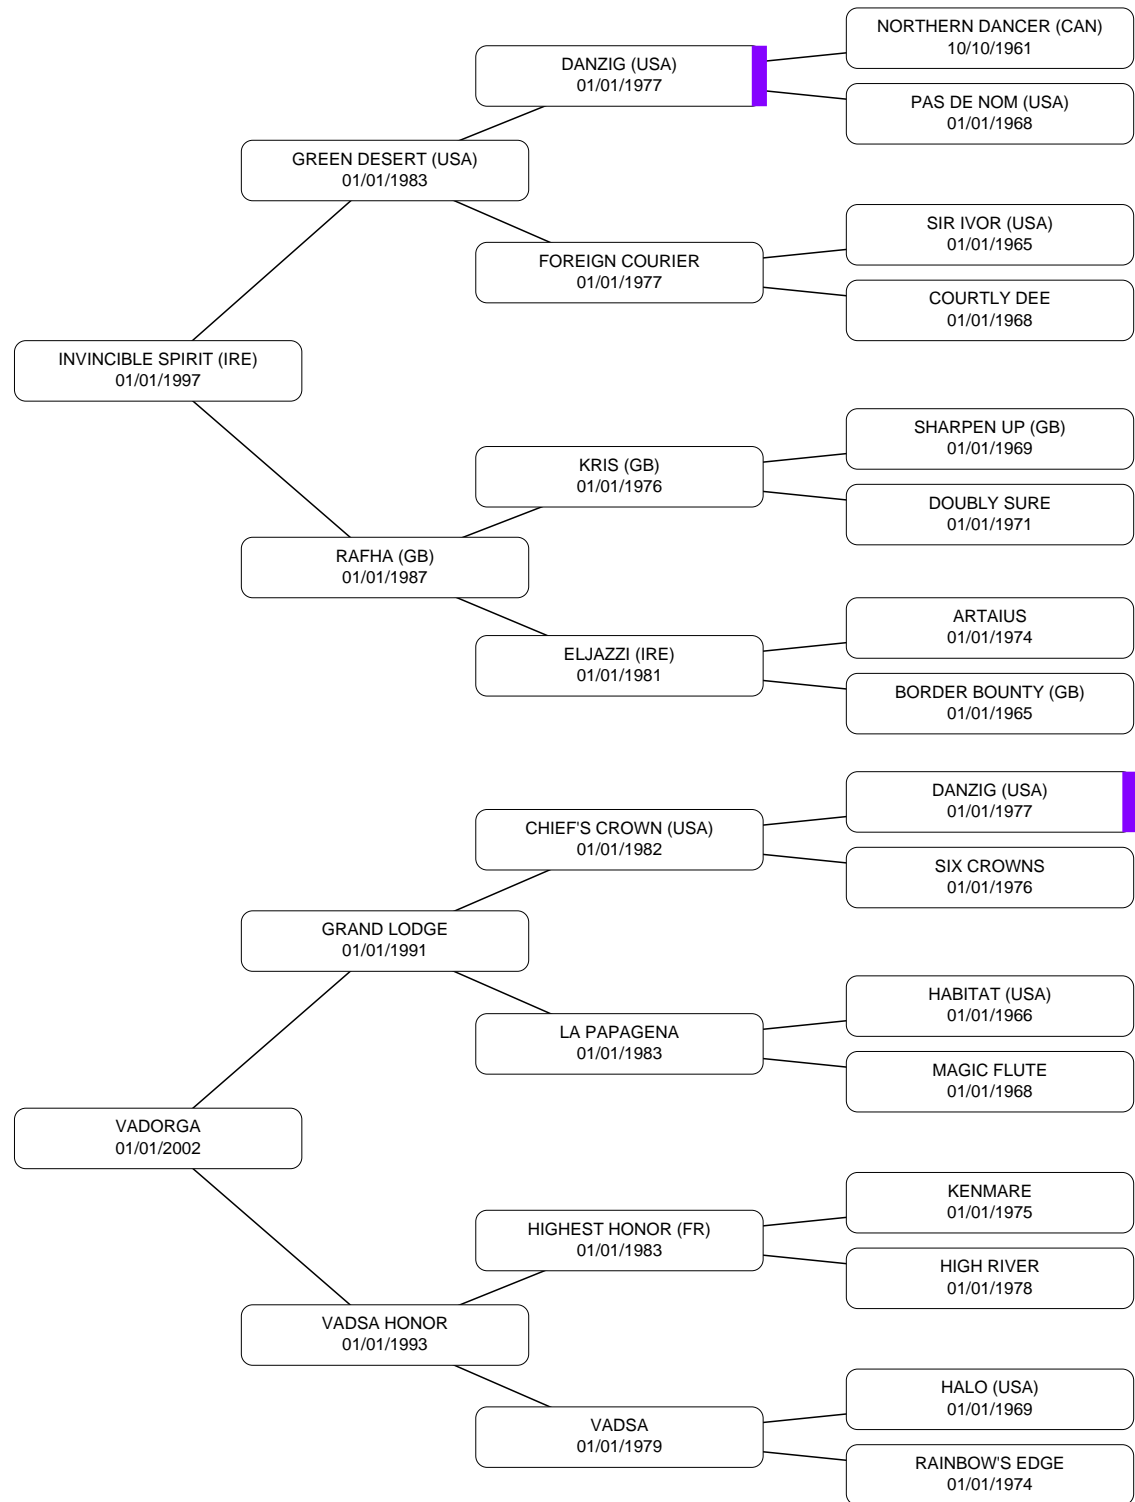 NORTHERN DANCER (CAN)
10/10/1961
DANZIG (USA)
01/01/1977
PAS DE NOM (USA)
01/01/1968
GREEN DESERT (USA)
01/01/1983
SIR IVOR (USA)
01/01/1965
FOREIGN COURIER
01/01/1977
COURTLY DEE
01/01/1968
INVINCIBLE SPIRIT (IRE)
01/01/1997
SHARPEN UP (GB)
01/01/1969
KRIS (GB)
01/01/1976
DOUBLY SURE
01/01/1971
RAFHA (GB)
01/01/1987
ARTAIUS
01/01/1974
ELJAZZI (IRE)
01/01/1981
BORDER BOUNTY (GB)
01/01/1965
DANZIG (USA)
01/01/1977
CHIEF'S CROWN (USA)
01/01/1982
SIX CROWNS
01/01/1976
GRAND LODGE
01/01/1991
HABITAT (USA)
01/01/1966
LA PAPAGENA
01/01/1983
MAGIC FLUTE
01/01/1968
VADORGA
01/01/2002
KENMARE
01/01/1975
HIGHEST HONOR (FR)
01/01/1983
HIGH RIVER
01/01/1978
VADSA HONOR
01/01/1993
HALO (USA)
01/01/1969
VADSA
01/01/1979
RAINBOW'S EDGE
01/01/1974